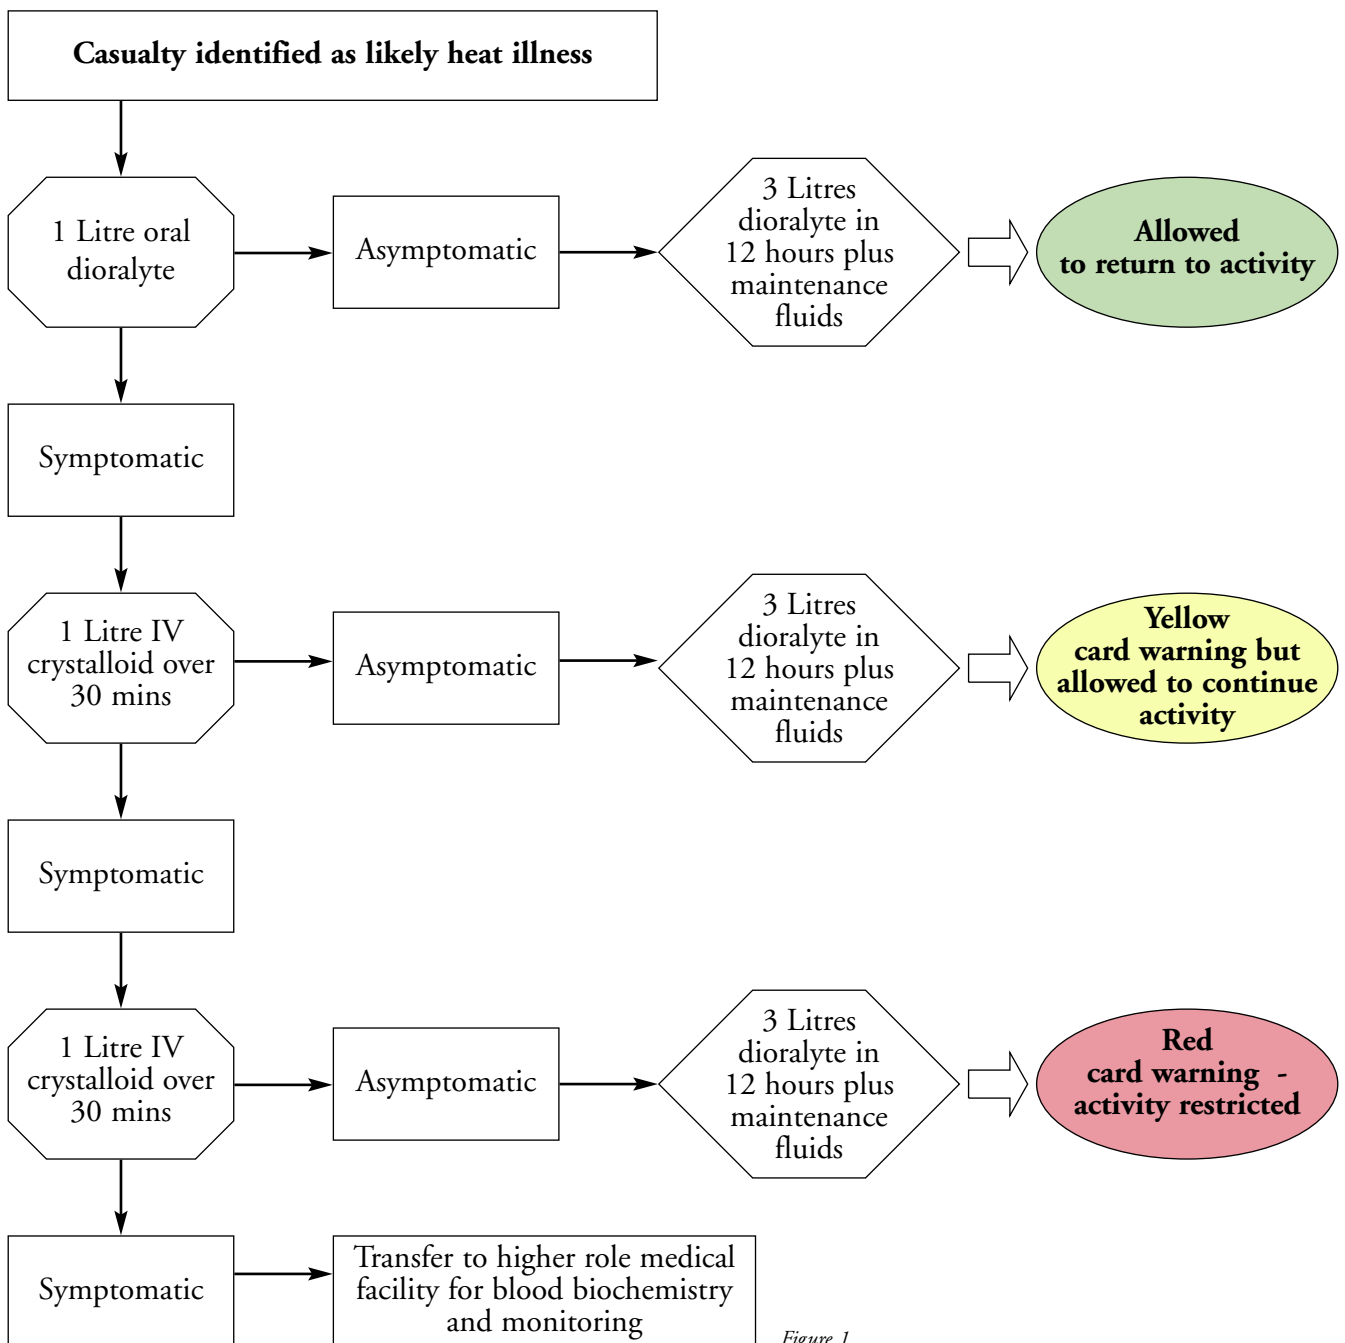 Casualty identified as likely heat illness
1 Litre oral
dioralyte
Asymptomatic
3 Litres
dioralyte in
12 hours plus
maintenance
fluids
Allowed
to return to activity
Symptomatic
1 Litre IV
crystalloid over
30 mins
Asymptomatic
3 Litres
dioralyte in
12 hours plus
maintenance
fluids
Yellow
card warning but
allowed to continue
activity
Symptomatic
1 Litre IV
crystalloid over
30 mins
Asymptomatic
3 Litres
dioralyte in
12 hours plus
maintenance
fluids
Red
card warning -
activity restricted
Symptomatic
Transfer to higher role medical
facility for blood biochemistry
and monitoring
Figure 1